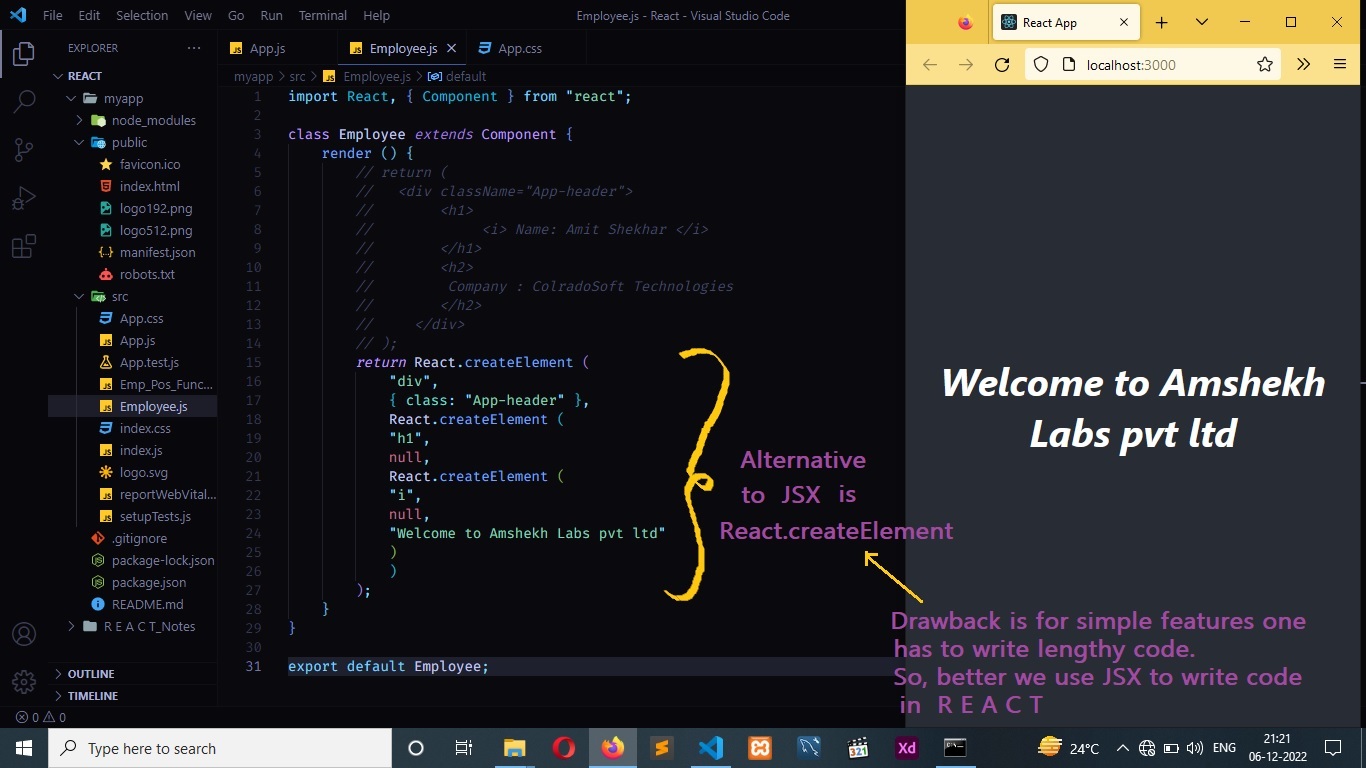 File Edit Selection View Go Run Terminal Help
Employee.js - React - Visual Studio Code
React App
localhost:3000
EXPLORER
REACT
myapp
node_modules
public
favicon.ico
index.html
logo192.png
logo512.png
manifest.json
robots.txt
src
App.css
App.js
App.test.js
Emp_Pos_Func...
Employee.js
index.css
index.js
logo.svg
reportWebVital...
setupTests.js
.gitignore
package-lock.json
package.json
README.md
R E A C T_Notes
OUTLINE
TIMELINE
0 0
App.js Employee.js App.css
myapp > src > Employee.js > default
1 import React, { Component } from "react";
2
3 class Employee extends Component {
4 render () {
5 // return (
6 // <div className="App-header">
7 // <h1>
8 // <i> Name: Amit Shekhar </i>
9 // </h1>
10 // <h2>
11 // Company : ColradoSoft Technologies
12 // </h2>
13 // </div>
14 // );
15 return React.createElement (
16 "div",
17 { class: "App-header" },
18 React.createElement (
19 "h1",
20 null,
21 React.createElement (
22 "i",
23 null,
24 "Welcome to Amshekh Labs pvt ltd"
25 )
26 )
27 );
28 }
29 }
30
31 export default Employee;
Alternative
to JSX is
React.createElement
Welcome to Amshekh
Labs pvt ltd
Drawback is for simple features one
has to write lengthy code.
So, better we use JSX to write code
in R E A C T
Type here to search
321
Xd
24°C
ENG
21:21
06-12-2022